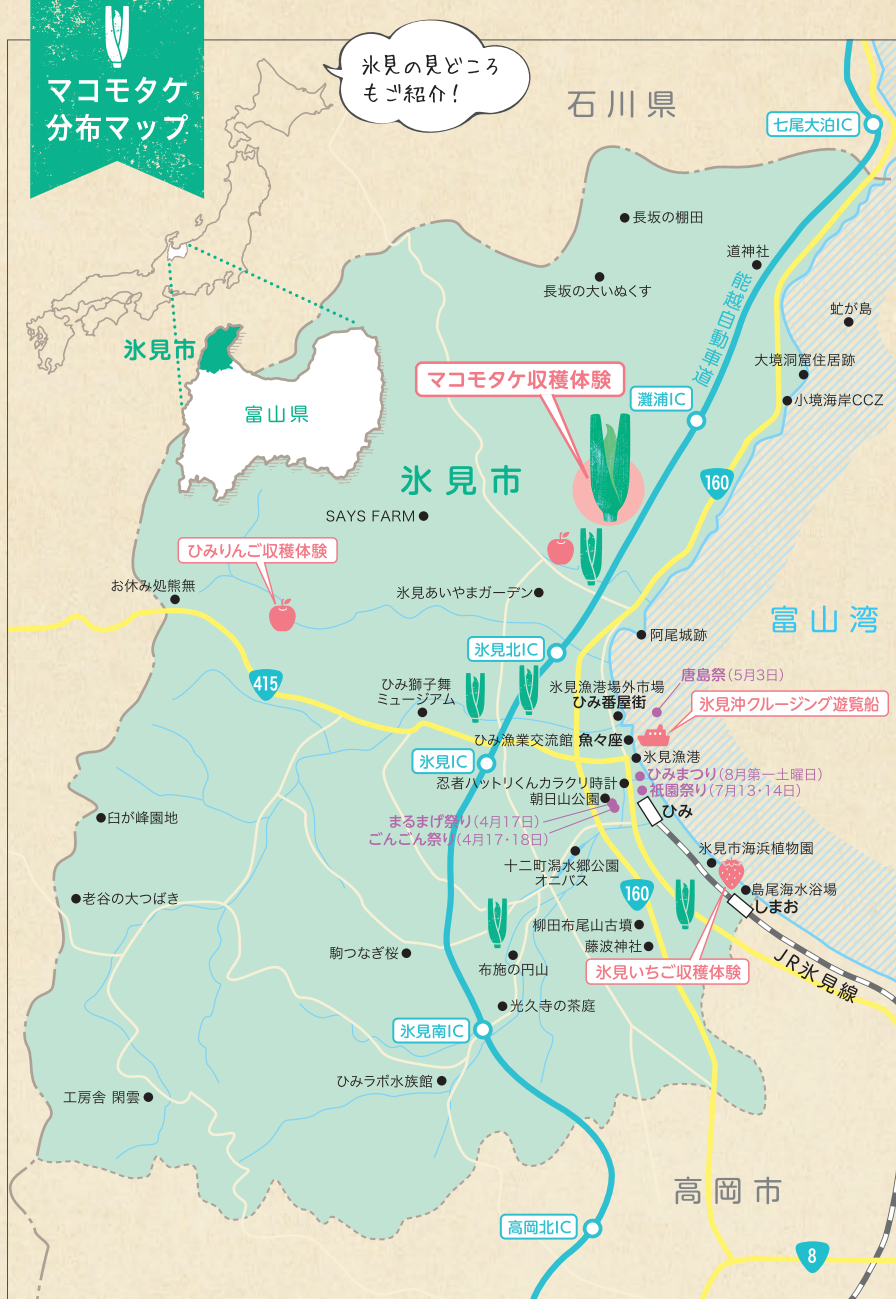 マコモタケ
分布マップ
氷見の見どころ
もご紹介！
石川県
七尾大泊IC
長坂の棚田
道神社
長坂の大いぬくす
能越自動車道
虻が島
氷見市
大境洞窟住居跡
マコモタケ収穫体験
灘浦IC
小境海岸CCZ
富山県
氷見市
160
SAYS FARM
ひみりんご収穫体験
お休み処熊無
氷見あいやまガーデン
富山湾
阿尾城跡
氷見北IC
415
ひみ獅子舞
ミュージアム
氷見漁港場外市場
ひみ番屋街
唐島祭(5月3日)
氷見沖クルージング遊覧船
ひみ漁業交流館 魚々座
氷見IC
氷見漁港
ひみまつり(8月第一土曜日)
忍者ハットリくんカラクリ時計
祇園祭り(7月13・14日)
朝日山公園
ひみ
臼が峰園地
まるまげ祭り(4月17日)
ごんごん祭り(4月17・18日)
氷見市海浜植物園
十二町潟水郷公園
オニバス
老谷の大つばき
160
島尾海水浴場
しまお
柳田布尾山古墳
藤波神社
駒つなぎ桜
布施の円山
氷見いちご収穫体験
JR氷見線
光久寺の茶庭
氷見南IC
ひみラボ水族館
工房舎 閑雲
高岡市
高岡北IC
8